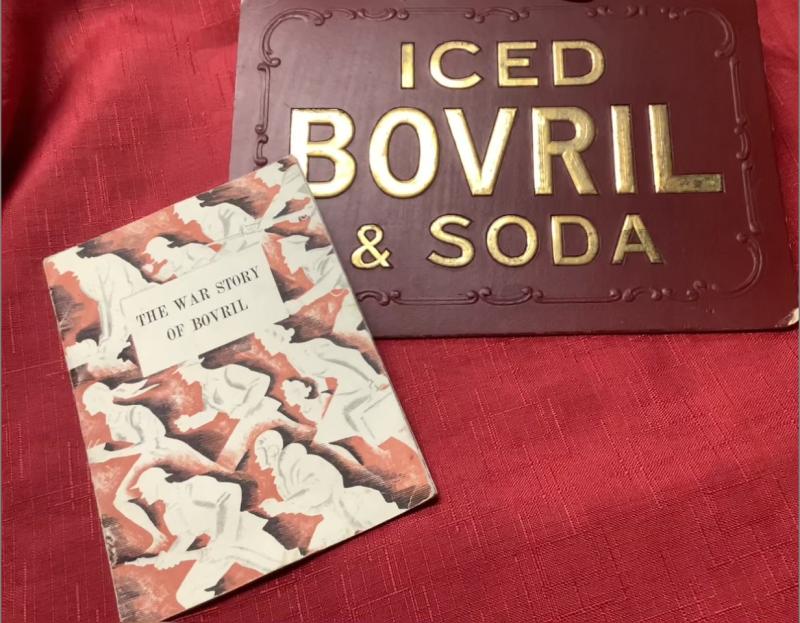 ICED
BOVRIL
& SODA
THE WAR STORY
OF BOVRIL